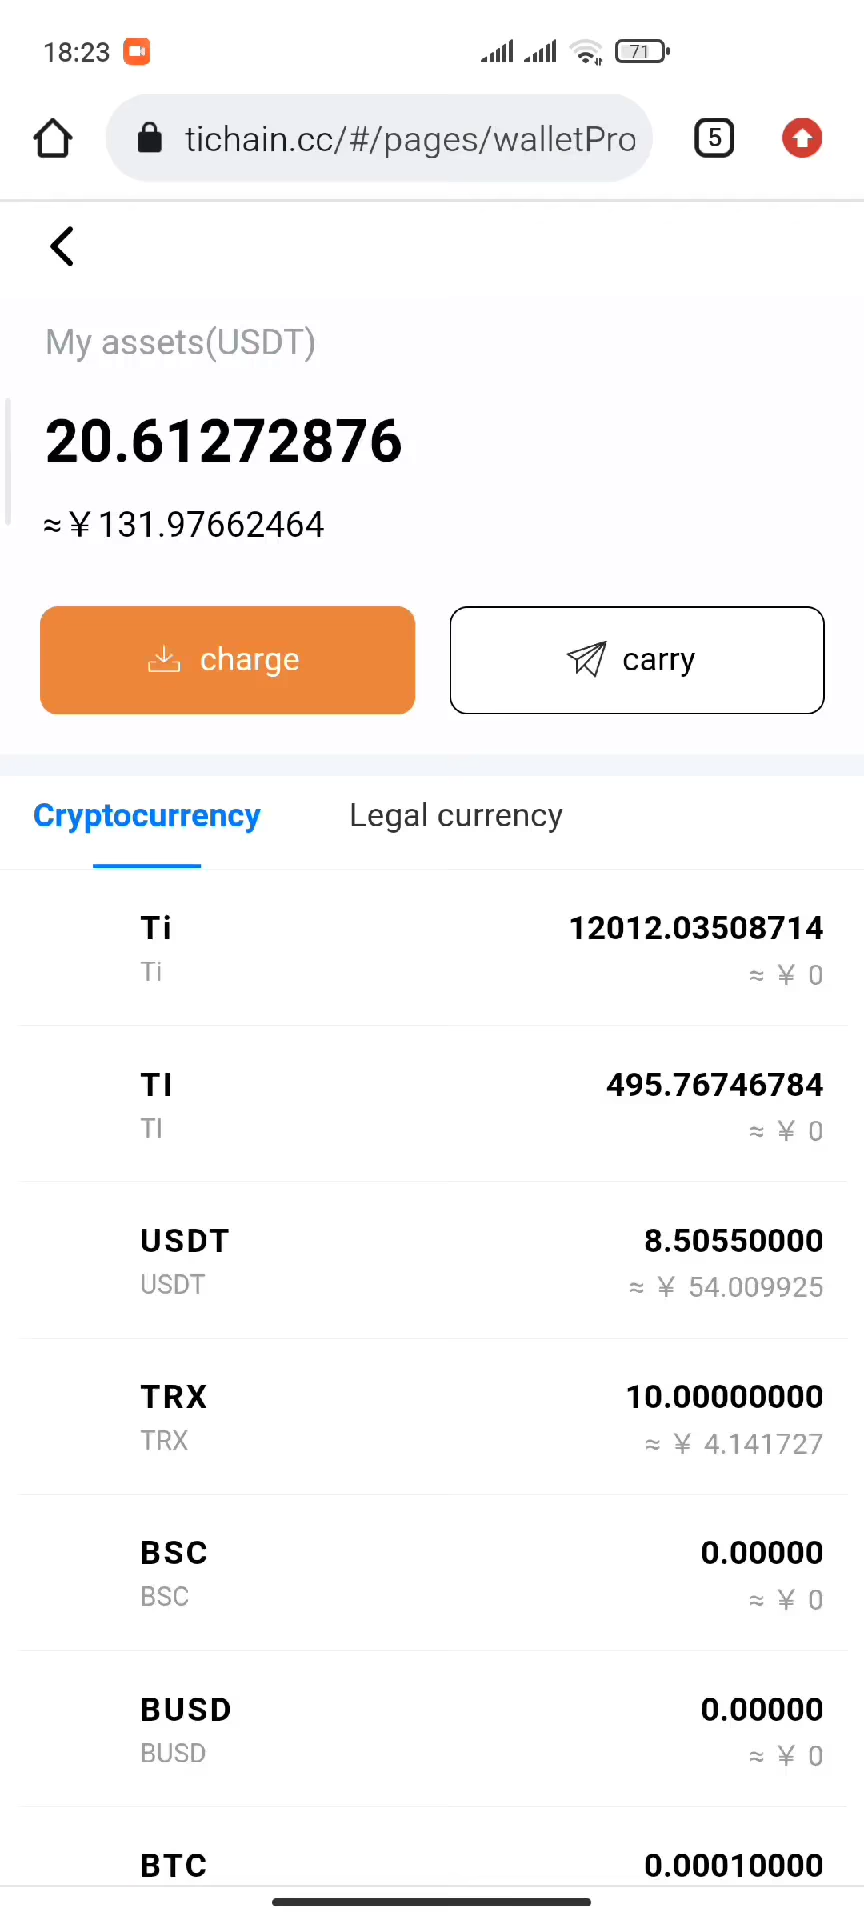 18:23
71
tichain.cc/#/pages/walletPro
5
My assets(USDT)
20.61272876
≈￥131.97662464
charge
carry
Cryptocurrency
Legal currency
Ti
12012.03508714
Ti
≈ ￥ 0
TI
495.76746784
TI
≈ ￥ 0
USDT
8.50550000
USDT
≈ ￥ 54.009925
TRX
10.00000000
TRX
≈ ￥ 4.141727
BSC
0.00000
BSC
≈ ￥ 0
BUSD
0.00000
BUSD
≈ ￥ 0
BTC
0.00010000